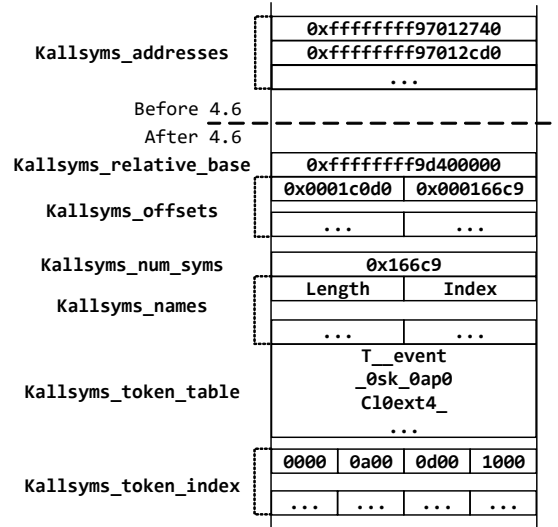 0xffffffff97012740
Kallsyms_addresses 0xffffffff97012cd0
...
Before 4.6
After 4.6
Kallsyms_relative_base 0xffffffff9d400000
0x0001c0d0 0x000166c9
Kallsyms_offsets
... ...
Kallsyms_num_syms 0x166c9
Length Index
Kallsyms_names
... ...
T__event
_0sk_0ap0
Kallsyms_token_table
Cl0ext4_
...
0000 0a00 0d00 1000
Kallsyms_token_index
... ... ... ...